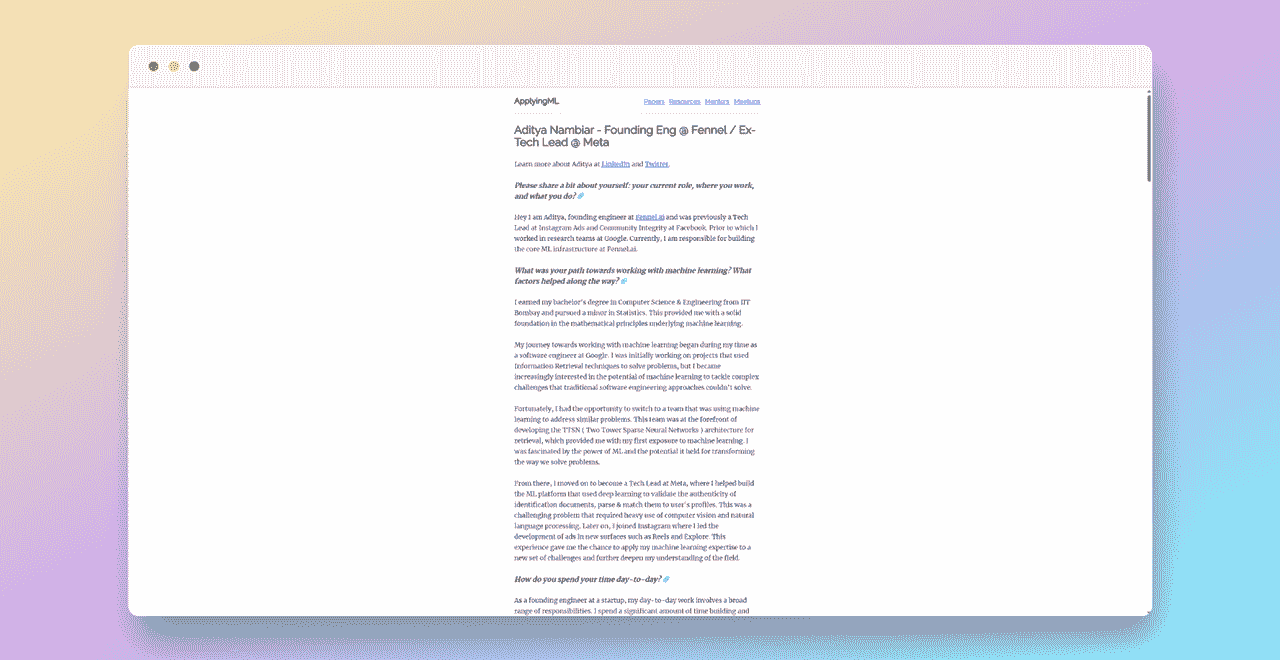 ApplyingML
Papers Resources Mentors Meetups
Aditya Nambiar - Founding Eng @ Fennel / Ex-
Tech Lead @ Meta
Learn more about Aditya at LinkedIn and Twitter.
Please share a bit about yourself: your current role, where you work,
and what you do?
Hey I am Aditya, founding engineer at Fennel.ai and was previously a Tech
Lead at Instagram Ads and Community Integrity at Facebook. Prior to which I
worked in research teams at Google. Currently, I am responsible for building
the core ML infrastructure at Fennel.ai.
What was your path towards working with machine learning? What
factors helped along the way?
I earned my bachelor's degree in Computer Science & Engineering from IIT
Bombay and pursued a minor in Statistics. This provided me with a solid
foundation in the mathematical principles underlying machine learning.
My journey towards working with machine learning began during my time as
a software engineer at Google. I was initially working on projects that used
Information Retrieval techniques to solve problems, but I became
increasingly interested in the potential of machine learning to tackle complex
challenges that traditional software engineering approaches couldn't solve.
Fortunately, I had the opportunity to switch to a team that was using machine
learning to address similar problems. This team was at the forefront of
developing the TTSN ( Two Tower Sparse Neural Networks ) architecture for
retrieval, which provided me with my first exposure to machine learning. I
was fascinated by the power of ML and the potential it held for transforming
the way we solve problems.
From there, I moved on to become a Tech Lead at Meta, where I helped build
the ML platform that used deep learning to validate the authenticity of
identification documents, parse & match them to user's profiles. This was a
challenging problem that required heavy use of computer vision and natural
language processing. Later on, I joined Instagram where I led the
development of ads in new surfaces such as Reels and Explore. This
experience gave me the chance to apply my machine learning expertise to a
new set of challenges and further deepen my understanding of the field.
How do you spend your time day-to-day?
As a founding engineer at a startup, my day-to-day work involves a broad
range of responsibilities. I spend a significant amount of time building and